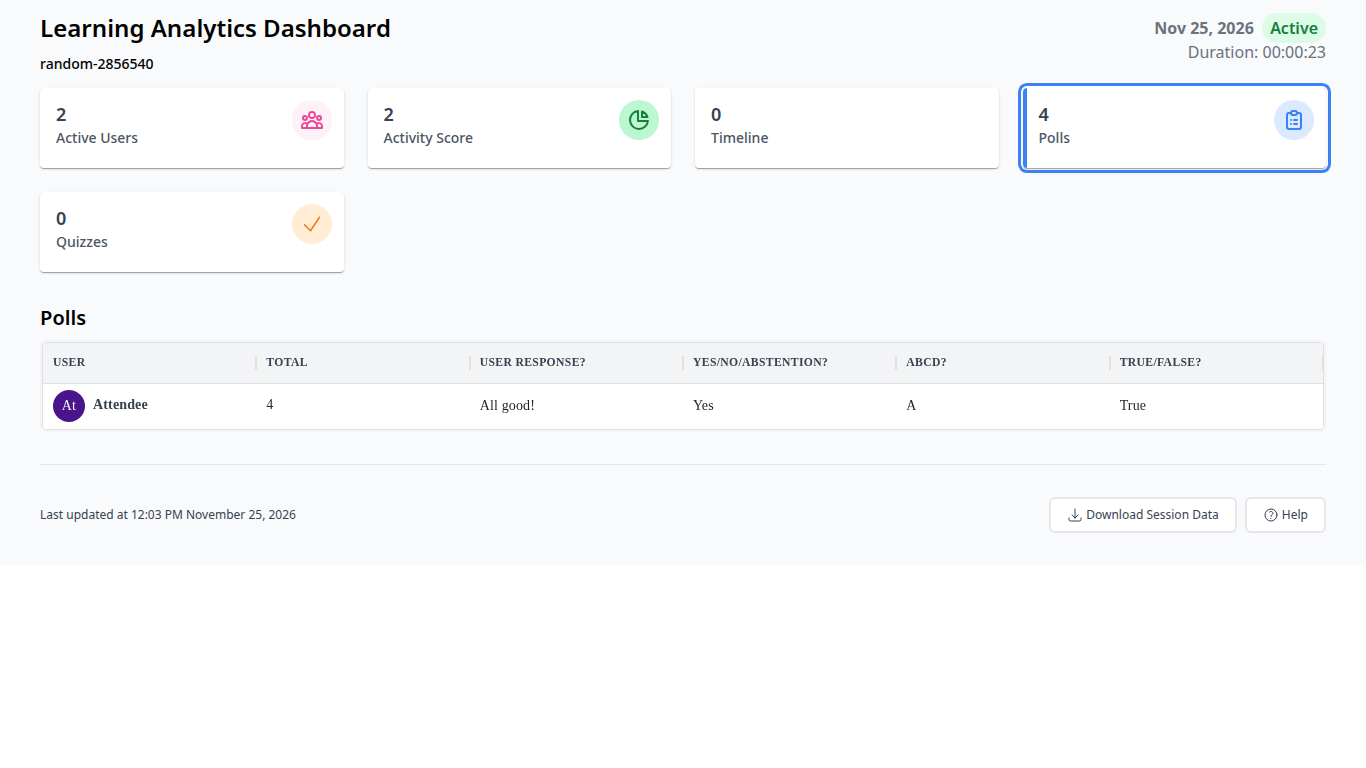 Learning Analytics Dashboard
Nov 25, 2026 Active
random-2856540
Duration: 00:00:23
2
Active Users
2
Activity Score
0
Timeline
4
Polls
0
Quizzes
Polls
USER TOTAL USER RESPONSE? YES/NO/ABSTENTION? ABCD? TRUE/FALSE?
At Attendee 4 All good! Yes A True
Last updated at 12:03 PM November 25, 2026
Download Session Data
Help